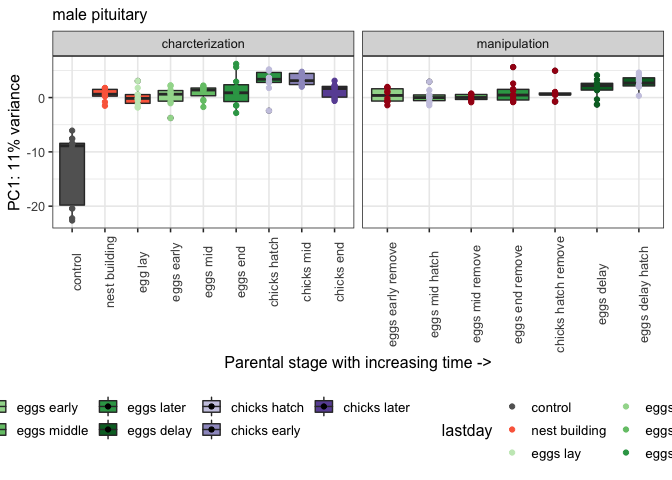 male pituitary
charcterization
manipulation
PC1: 11% variance
0
-10
-20
control
nest building
egg lay
eggs early
eggs mid
eggs end
chicks hatch
chicks mid
chicks end
eggs early remove
eggs mid hatch
eggs mid remove
eggs end remove
chicks hatch remove
eggs delay
eggs delay hatch
Parental stage with increasing time ->
eggs early eggs later chicks hatch chicks later
eggs middle eggs delay chicks early
lastday
control eggs
nest building eggs
eggs lay eggs